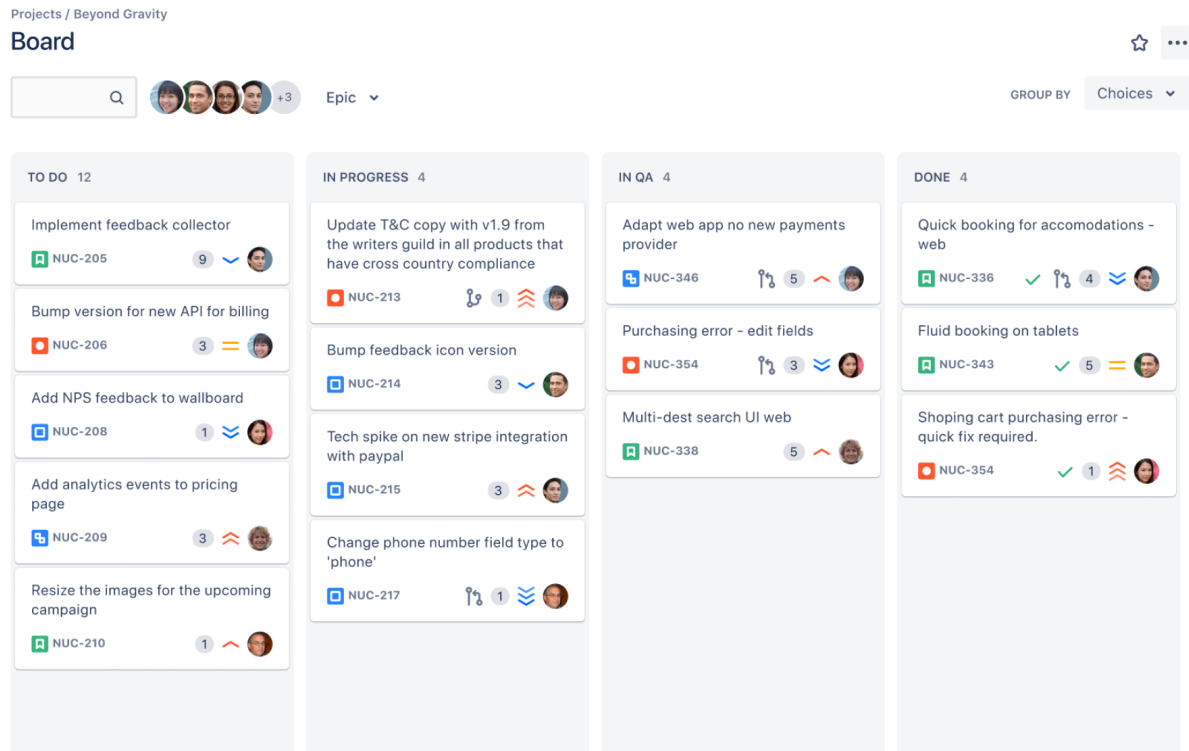 Projects / Beyond Gravity
Board
+3
Epic
GROUP BY
Choices
TO DO 12
Implement feedback collector
NUC-205
9
Bump version for new API for billing
NUC-206
3
Add NPS feedback to wallboard
NUC-208
1
Add analytics events to pricing
page
NUC-209
3
Resize the images for the upcoming
campaign
NUC-210
1
IN PROGRESS 4
Update T&C copy with v1.9 from
the writers guild in all products that
have cross country compliance
NUC-213
1
Bump feedback icon version
NUC-214
3
Tech spike on new stripe integration
with paypal
NUC-215
3
Change phone number field type to
'phone'
NUC-217
1
IN QA 4
Adapt web app no new payments
provider
NUC-346
5
Purchasing error - edit fields
NUC-354
3
Multi-dest search UI web
NUC-338
5
DONE 4
Quick booking for accomodations -
web
NUC-336
4
Fluid booking on tablets
NUC-343
5
Shoping cart purchasing error -
quick fix required.
NUC-354
1